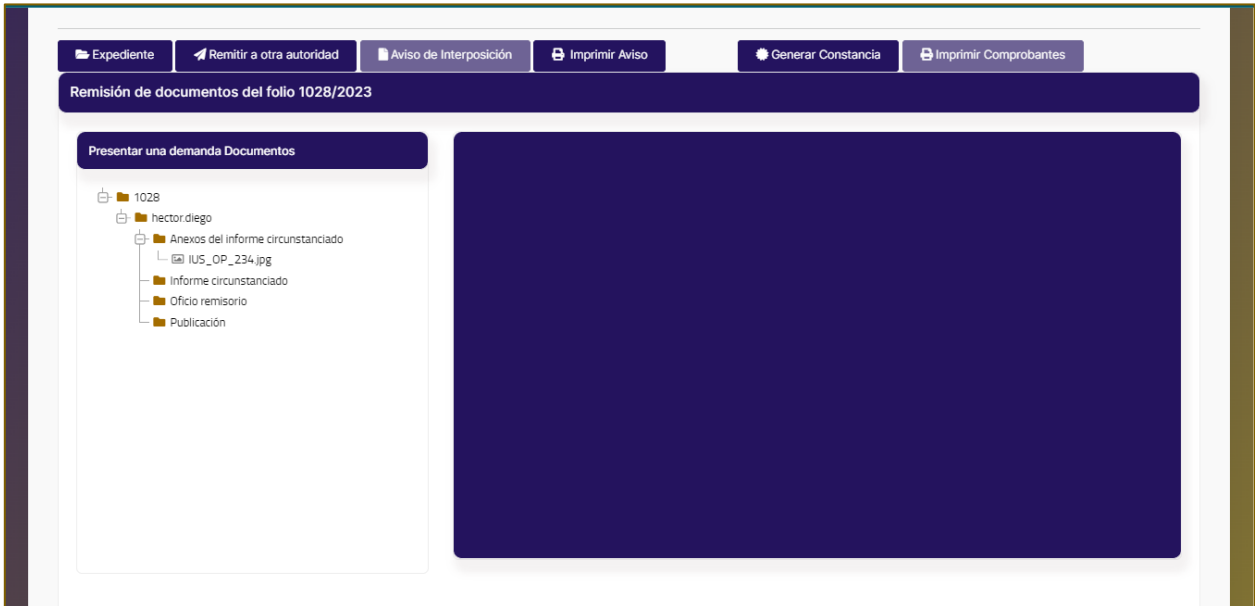 Expediente Remitir a otra autoridad Aviso de Interposición Imprimir Aviso Generar Constancia Imprimir Comprobantes
Remisión de documentos del folio 1028/2023
Presentar una demanda Documentos
1028
hector.diego
Anexos del informe circunstanciado
IUS_OP_234.jpg
Informe circunstanciado
Oficio remisorio
Publicación